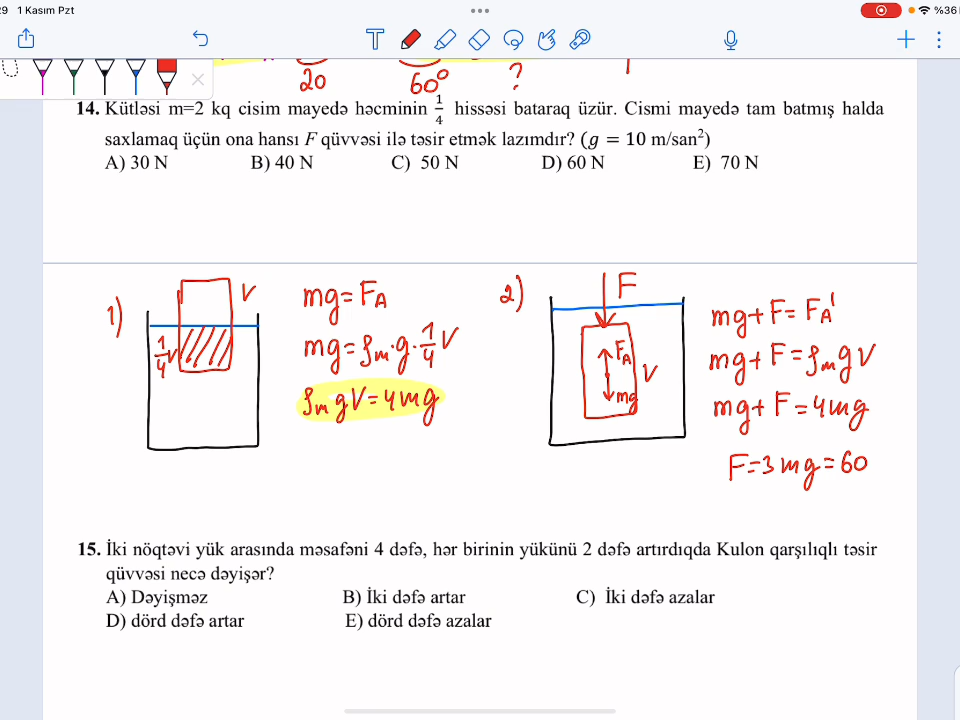 29 1 Kasım Pzt
%36
20
60°
?
14. Kütləsi m=2 kq cisim mayedə həcminin 1/4 hissəsi bataraq üzür. Cismi mayedə tam batmış halda
saxlamaq üçün ona hansı F qüvvəsi ilə təsir etmək lazımdır? (g = 10 m/san²)
A) 30 N B) 40 N C) 50 N D) 60 N E) 70 N
1)
V
1/4 V
mg = F_A
mg = ρ_m · g · 1/4 V
ρ_m gV = 4mg
2)
F
F_A
V
mg
mg + F = F_A'
mg + F = ρ_m gV
mg + F = 4mg
F = 3mg = 60
15. İki nöqtəvi yük arasında məsafəni 4 dəfə, hər birinin yükünü 2 dəfə artırdıqda Kulon qarşılıqlı təsir
qüvvəsi necə dəyişər?
A) Dəyişməz B) İki dəfə artar C) İki dəfə azalar
D) dörd dəfə artar E) dörd dəfə azalar